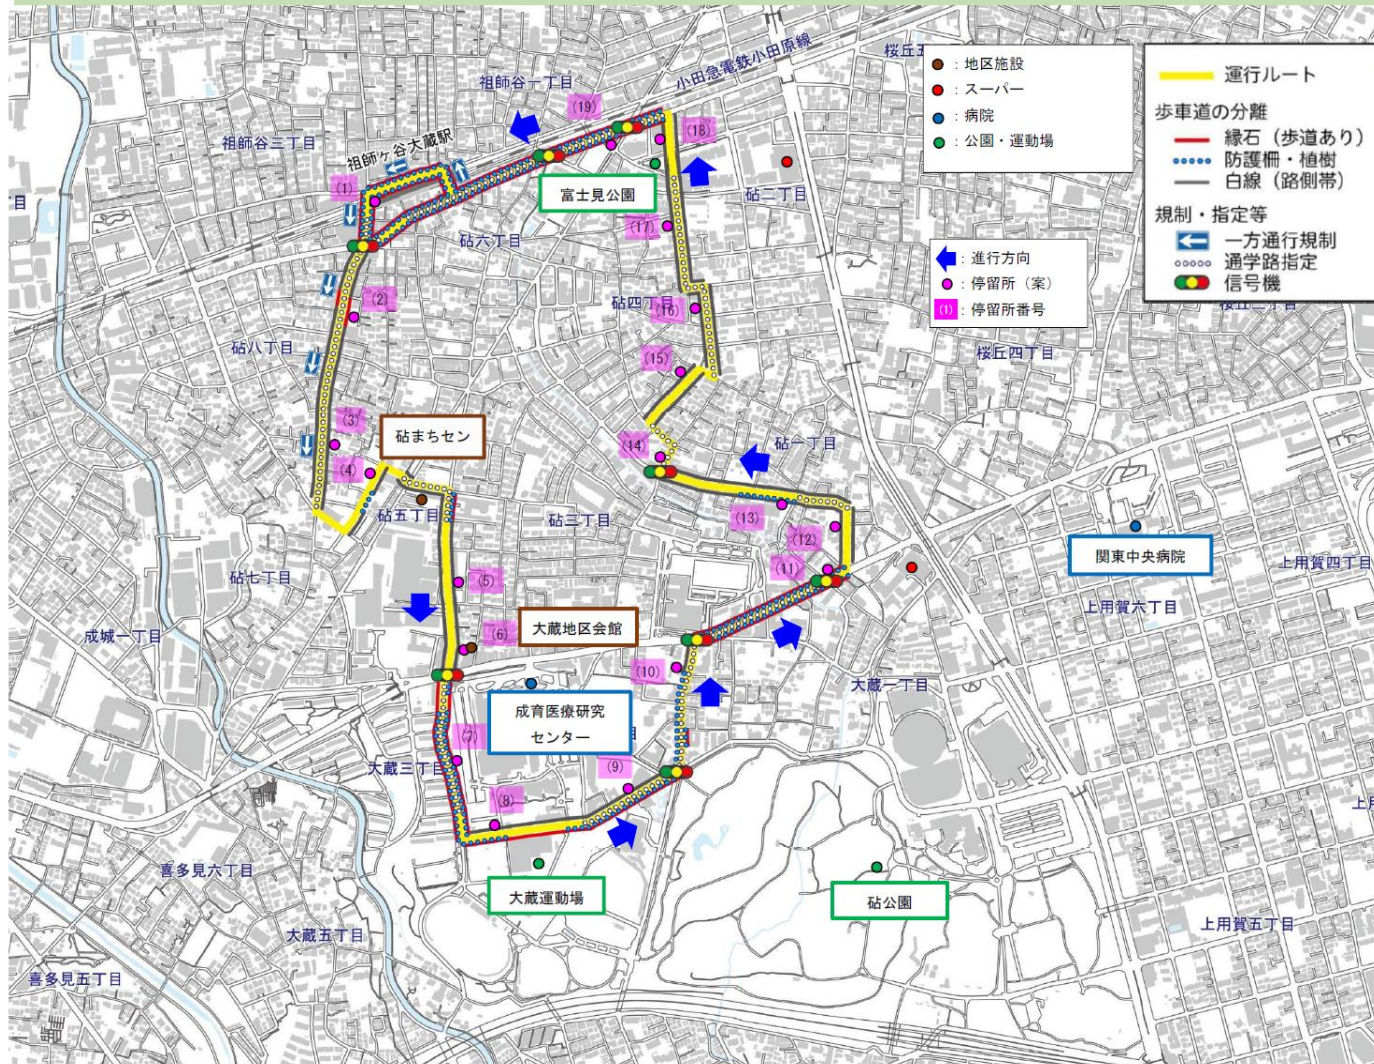 小田急電鉄小田原線
祖師谷一丁目
(19)
祖師谷三丁目
祖師ヶ谷大蔵駅
(18)
(1)
富士見公園
砧二丁目
砧六丁目
(17)
(2)
砧四丁目
(16)
砧八丁目
(15)
桜丘四丁目
(3)
砧まちセン
(14)
砧一丁目
(4)
砧五丁目
砧三丁目
(13)
(12)
関東中央病院
上用賀四丁目
砧七丁目
(5)
(11)
上用賀六丁目
成城一丁目
(6)
大蔵地区会館
(10)
大蔵一丁目
成育医療研究
センター
(7)
大蔵三丁目
(9)
(8)
喜多見六丁目
大蔵運動場
砧公園
大蔵五丁目
上用賀五丁目
喜多見五丁目
：地区施設
：スーパー
：病院
：公園・運動場
：進行方向
：停留所（案）
(1)：停留所番号
運行ルート
歩車道の分離
縁石（歩道あり）
防護柵・植樹
白線（路側帯）
規制・指定等
一方通行規制
通学路指定
信号機